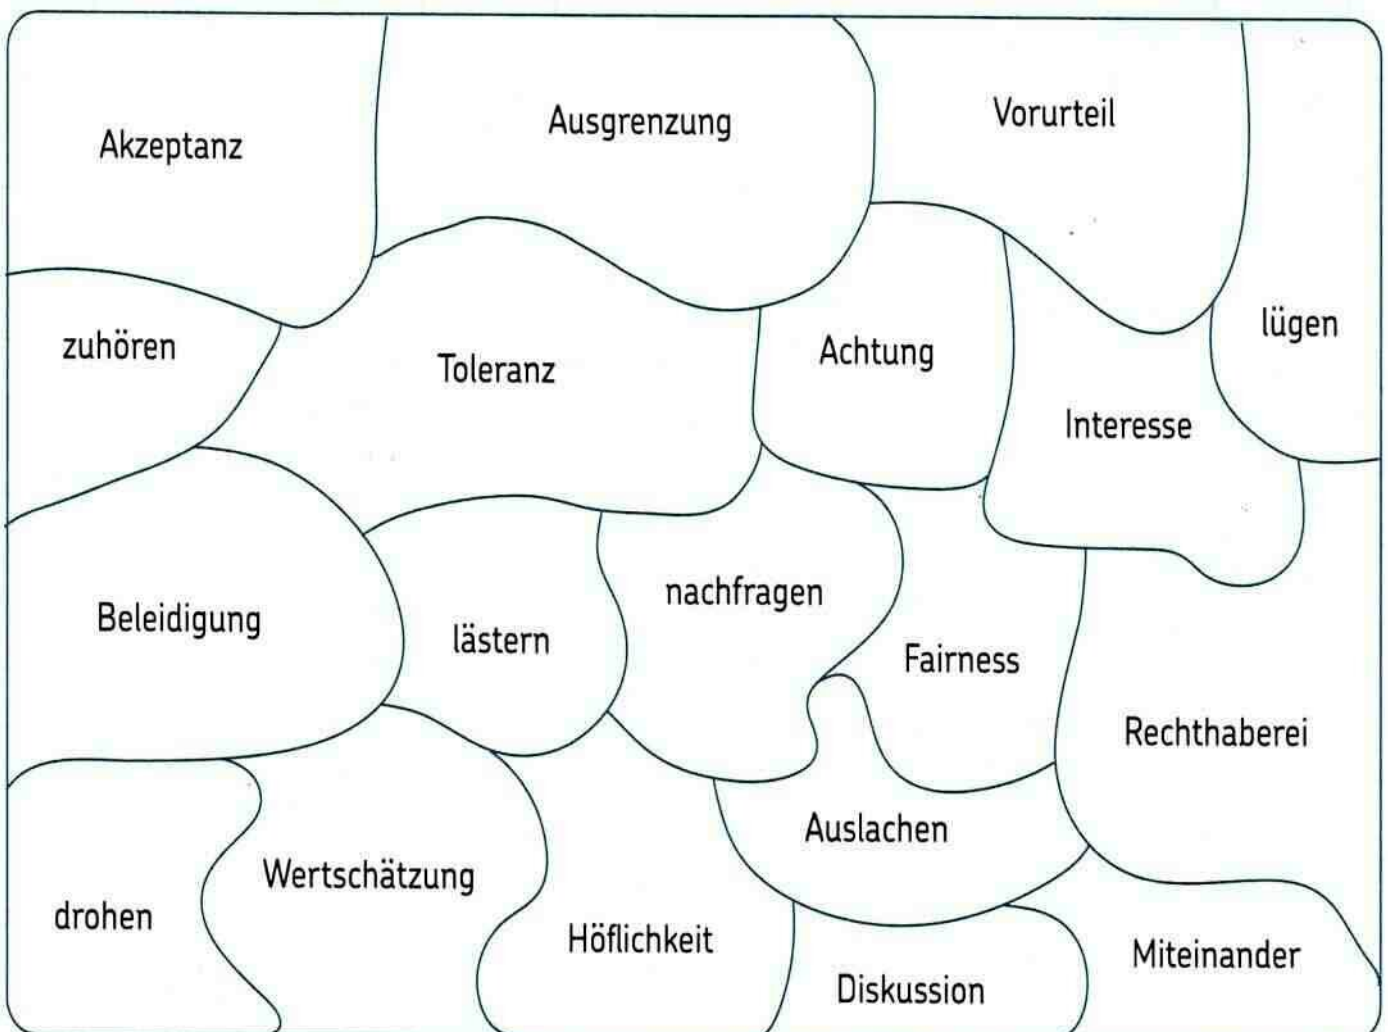 Akzeptanz
Ausgrenzung
Vorurteil
zuhören
Toleranz
Achtung
Interesse
lügen
Beleidigung
lästern
nachfragen
Fairness
Rechthaberei
drohen
Wertschätzung
Höflichkeit
Auslachen
Diskussion
Miteinander